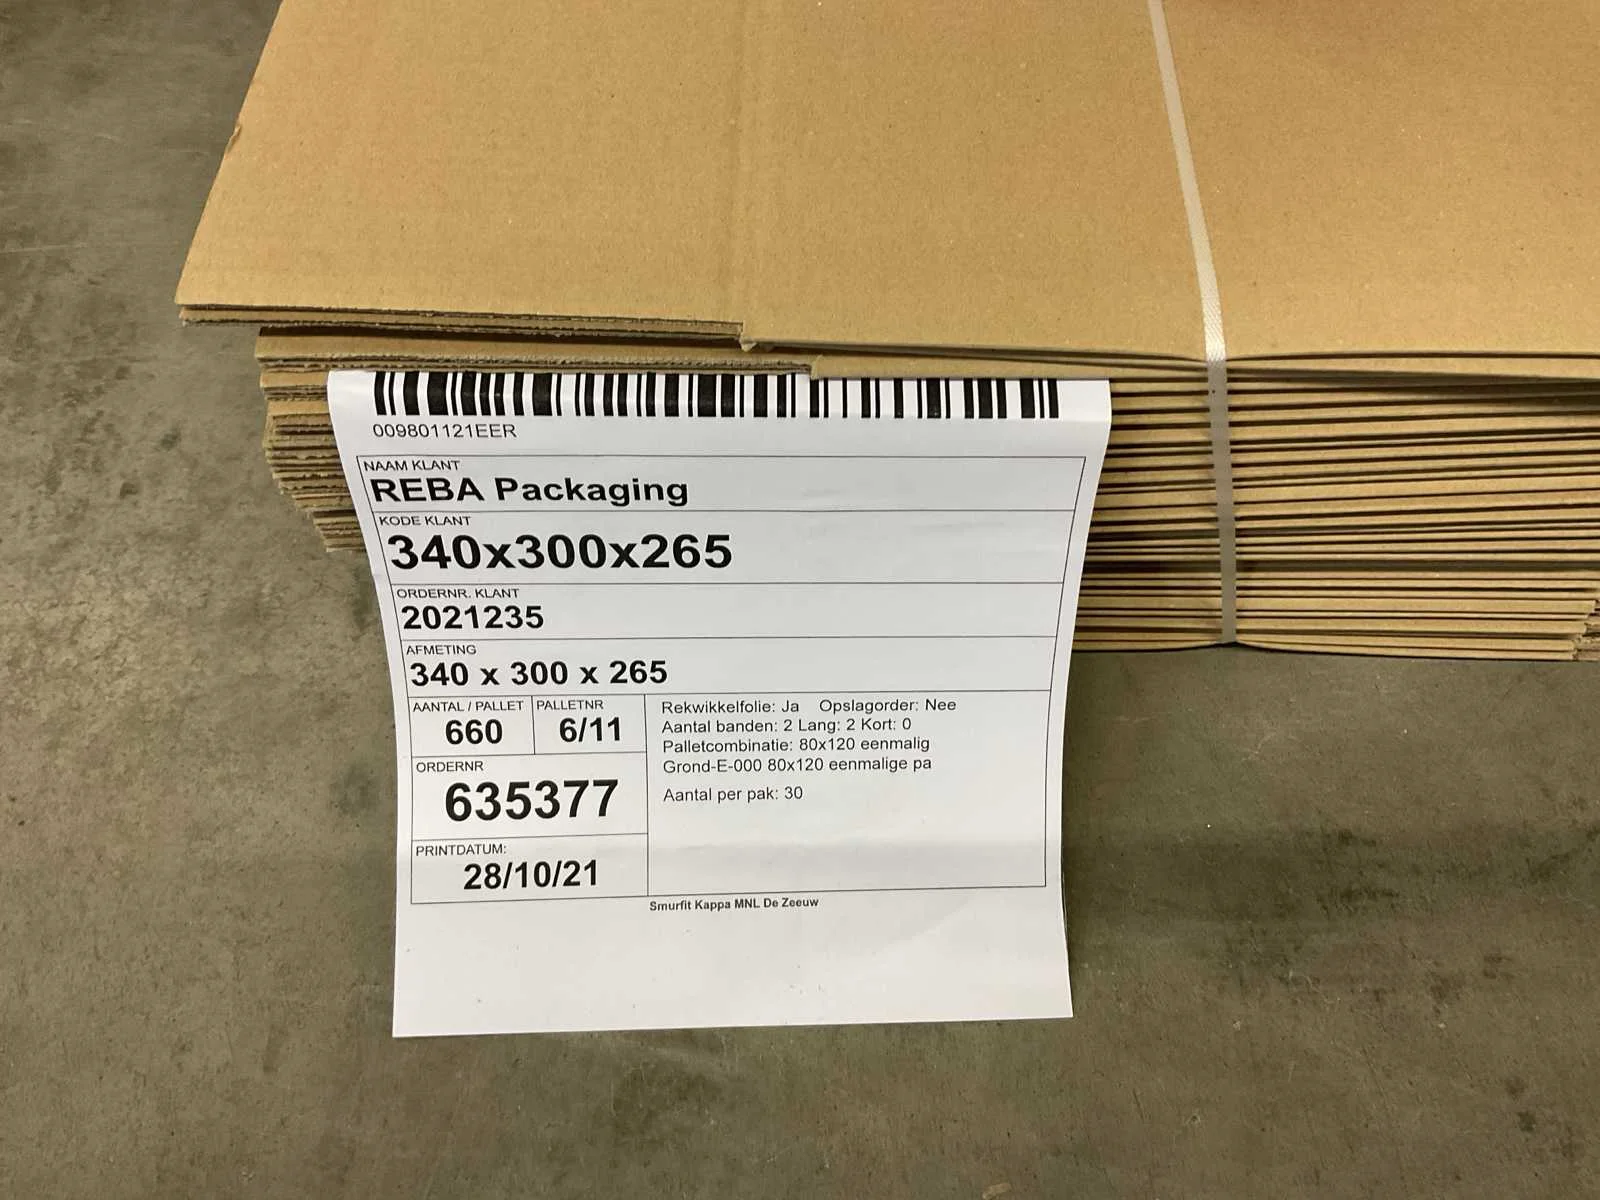 009801121EER
NAAM KLANT
REBA Packaging
KODE KLANT
340x300x265
ORDERNR. KLANT
2021235
AFMETING
340 x 300 x 265
AANTAL / PALLET
660
PALLETNR
6/11
ORDERNR
635377
PRINTDATUM:
28/10/21
Rekwikkelfolie: Ja Opslagorder: Nee
Aantal banden: 2 Lang: 2 Kort: 0
Palletcombinatie: 80x120 eenmalig
Grond-E-000 80x120 eenmalige pa
Aantal per pak: 30
Smurfit Kappa MNL De Zeeuw